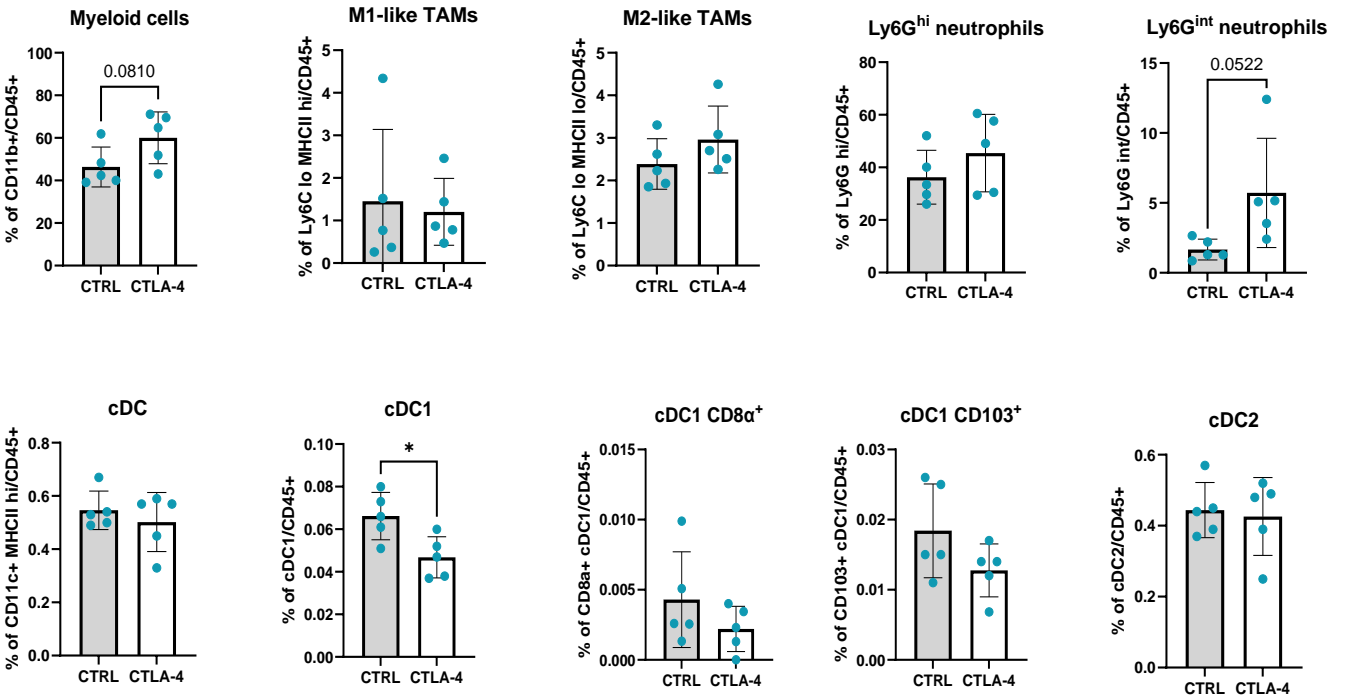 Myeloid cells
% of CD11b+/CD45+
100
80
60
40
20
0
0.0810
CTRL CTLA-4
M1-like TAMs
% of Ly6C lo MHCII hi/CD45+
5
4
3
2
1
0
CTRL CTLA-4
M2-like TAMs
% of Ly6C lo MHCII lo/CD45+
5
4
3
2
1
0
CTRL CTLA-4
Ly6Gʰⁱ neutrophils
% of Ly6G hi/CD45+
80
60
40
20
0
CTRL CTLA-4
Ly6Gⁱⁿᵗ neutrophils
% of Ly6G int/CD45+
15
10
5
0
0.0522
CTRL CTLA-4
cDC
% of CD11c+ MHCII hi/CD45+
0.8
0.6
0.4
0.2
0.0
CTRL CTLA-4
cDC1
% of cDC1/CD45+
0.10
0.08
0.06
0.04
0.02
0.00
*
CTRL CTLA-4
cDC1 CD8α⁺
% of CD8a+ cDC1/CD45+
0.015
0.010
0.005
0.000
CTRL CTLA-4
cDC1 CD103⁺
% of CD103+ cDC1/CD45+
0.03
0.02
0.01
0.00
CTRL CTLA-4
cDC2
% of cDC2/CD45+
0.6
0.4
0.2
0.0
CTRL CTLA-4